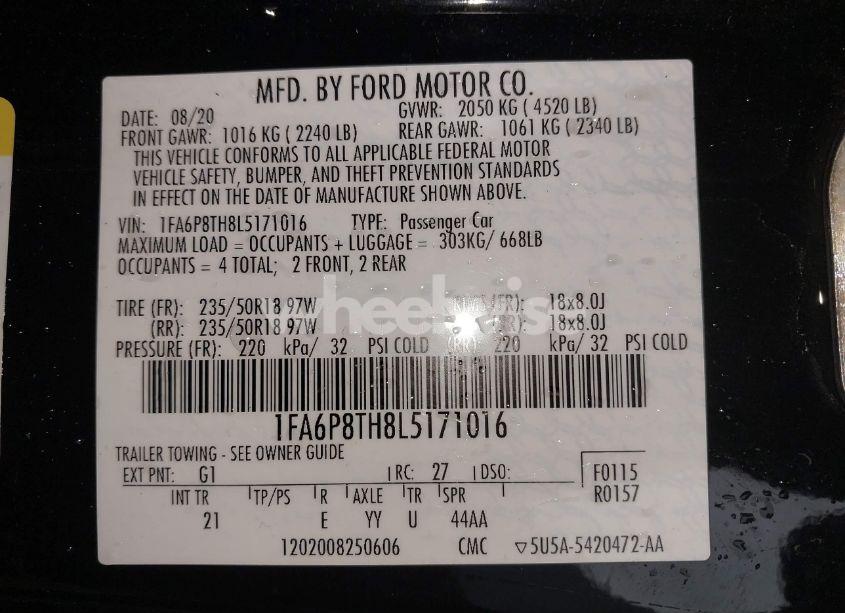 MFD. BY FORD MOTOR CO.
DATE: 08/20 GVWR: 2050 KG ( 4520 LB)
FRONT GAWR: 1016 KG ( 2240 LB) REAR GAWR: 1061 KG ( 2340 LB)
THIS VEHICLE CONFORMS TO ALL APPLICABLE FEDERAL MOTOR
VEHICLE SAFETY, BUMPER, AND THEFT PREVENTION STANDARDS
IN EFFECT ON THE DATE OF MANUFACTURE SHOWN ABOVE.
VIN: 1FA6P8TH8L5171016 TYPE: Passenger Car
MAXIMUM LOAD = OCCUPANTS + LUGGAGE = 303KG/ 668LB
OCCUPANTS = 4 TOTAL; 2 FRONT, 2 REAR
TIRE (FR): 235/50R18 97W (FR): 18x8.0J
(RR): 235/50R18 97W 18x8.0J
PRESSURE (FR): 220 kPa/ 32 PSI COLD 220 kPa/ 32 PSI COLD
1FA6P8TH8L5171016
TRAILER TOWING - SEE OWNER GUIDE
EXT PNT: G1 RC: 27 DSO: F0115
INT TR TP/PS R AXLE TR SPR R0157
21 E YY U 44AA
1202008250606 CMC ▽5U5A-5420472-AA